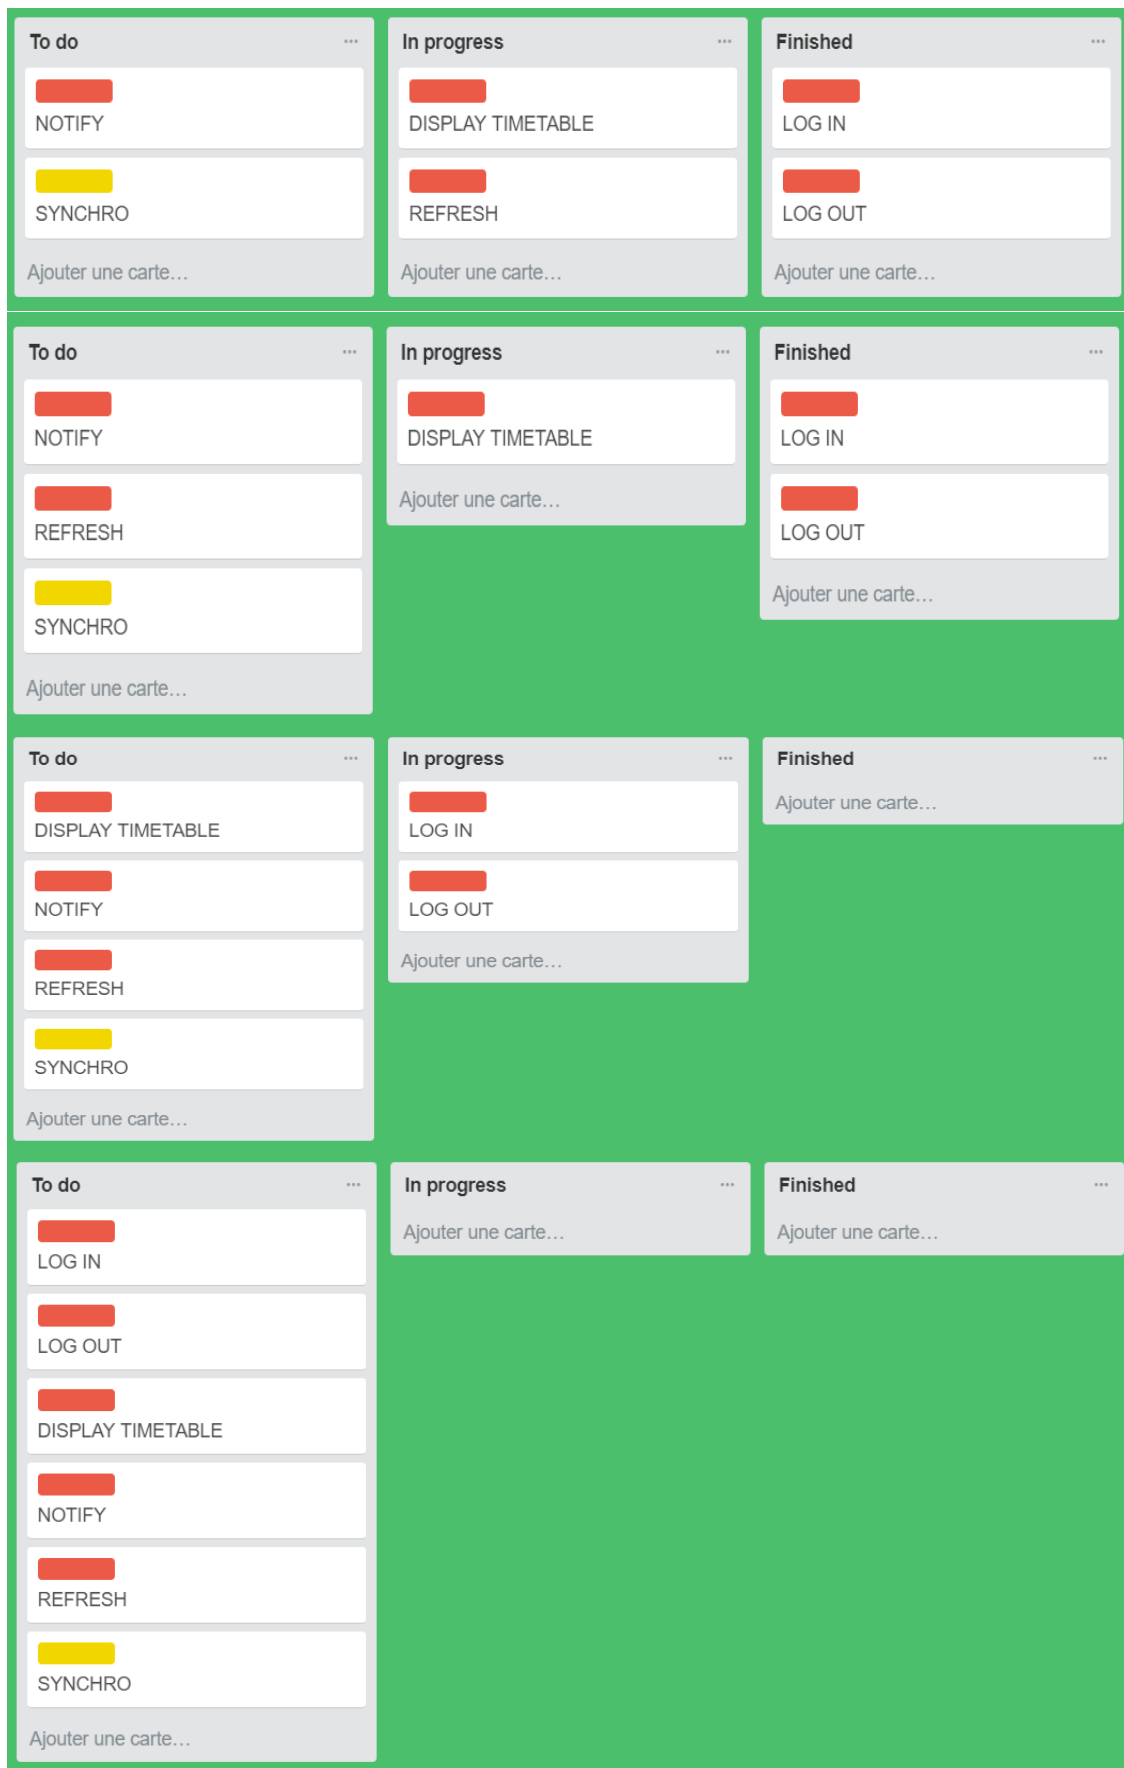 To do
NOTIFY
SYNCHRO
Ajouter une carte…
In progress
DISPLAY TIMETABLE
REFRESH
Ajouter une carte…
Finished
LOG IN
LOG OUT
Ajouter une carte…
To do
NOTIFY
REFRESH
SYNCHRO
Ajouter une carte…
In progress
DISPLAY TIMETABLE
Ajouter une carte…
Finished
LOG IN
LOG OUT
Ajouter une carte…
To do
DISPLAY TIMETABLE
NOTIFY
REFRESH
SYNCHRO
Ajouter une carte…
In progress
LOG IN
LOG OUT
Ajouter une carte…
Finished
Ajouter une carte…
To do
LOG IN
LOG OUT
DISPLAY TIMETABLE
NOTIFY
REFRESH
SYNCHRO
Ajouter une carte…
In progress
Ajouter une carte…
Finished
Ajouter une carte…